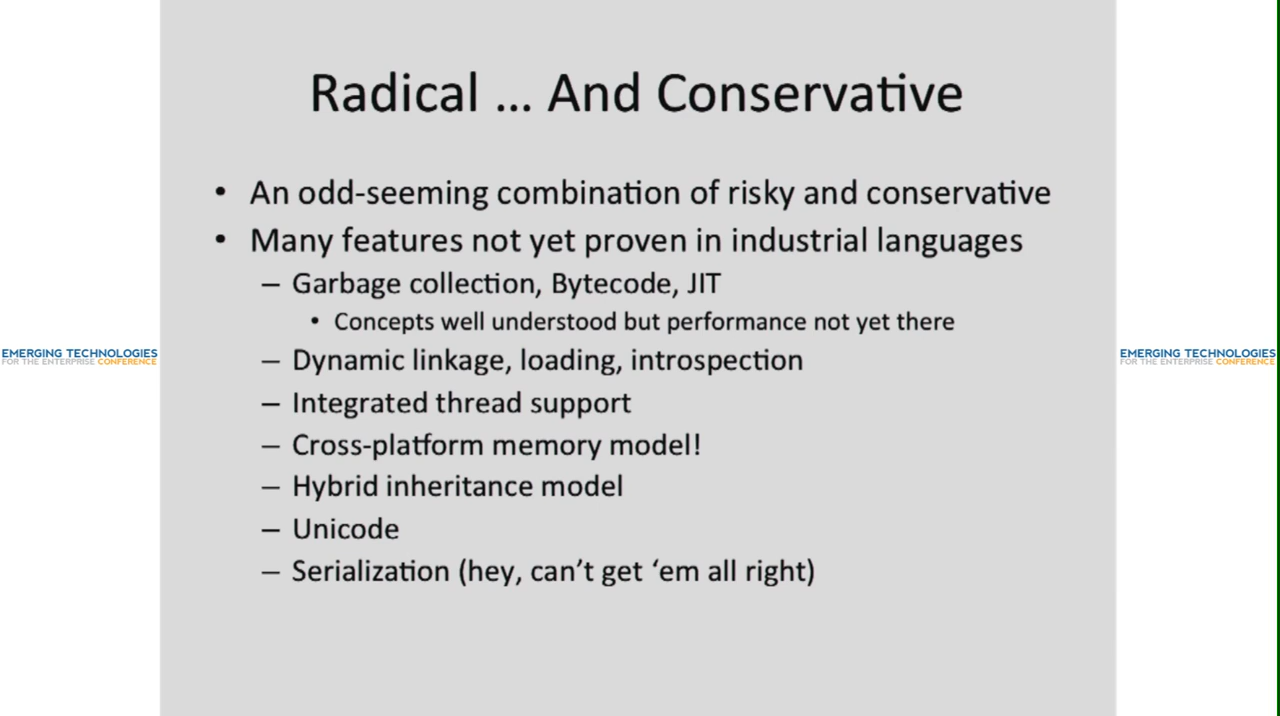 Radical ... And Conservative
• An odd-seeming combination of risky and conservative
• Many features not yet proven in industrial languages
– Garbage collection, Bytecode, JIT
• Concepts well understood but performance not yet there
– Dynamic linkage, loading, introspection
– Integrated thread support
– Cross-platform memory model!
– Hybrid inheritance model
– Unicode
– Serialization (hey, can’t get ‘em all right)
EMERGING TECHNOLOGIES
FOR THE ENTERPRISE CONFERENCE
EMERGING TECHNOLOGIES
FOR THE ENTERPRISE CONFERENCE